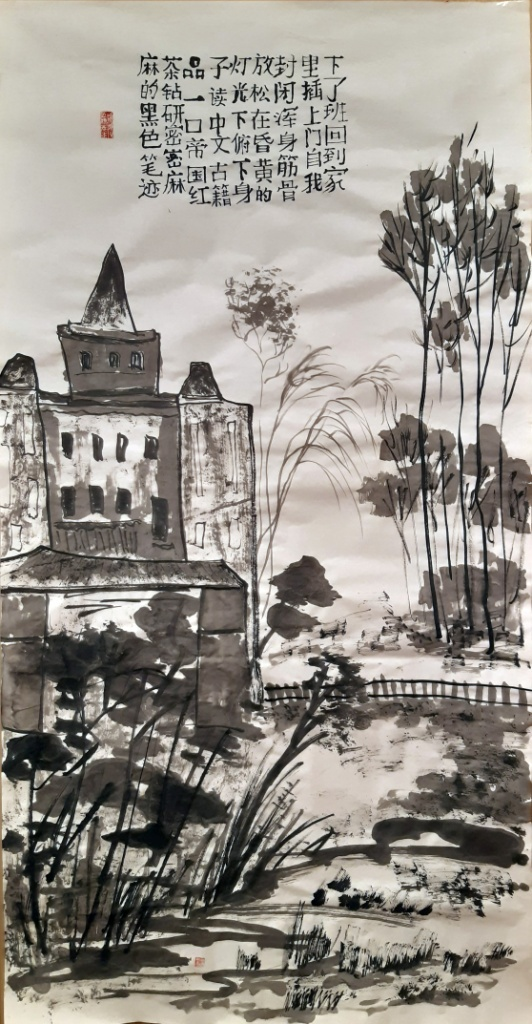 下了班回到家
里插上门自我
封闭浑身筋骨
放松在昏黄的
灯光下俯下身
子读中文古籍
品一口帝国红
茶钻研密密麻
麻的黑色笔迹